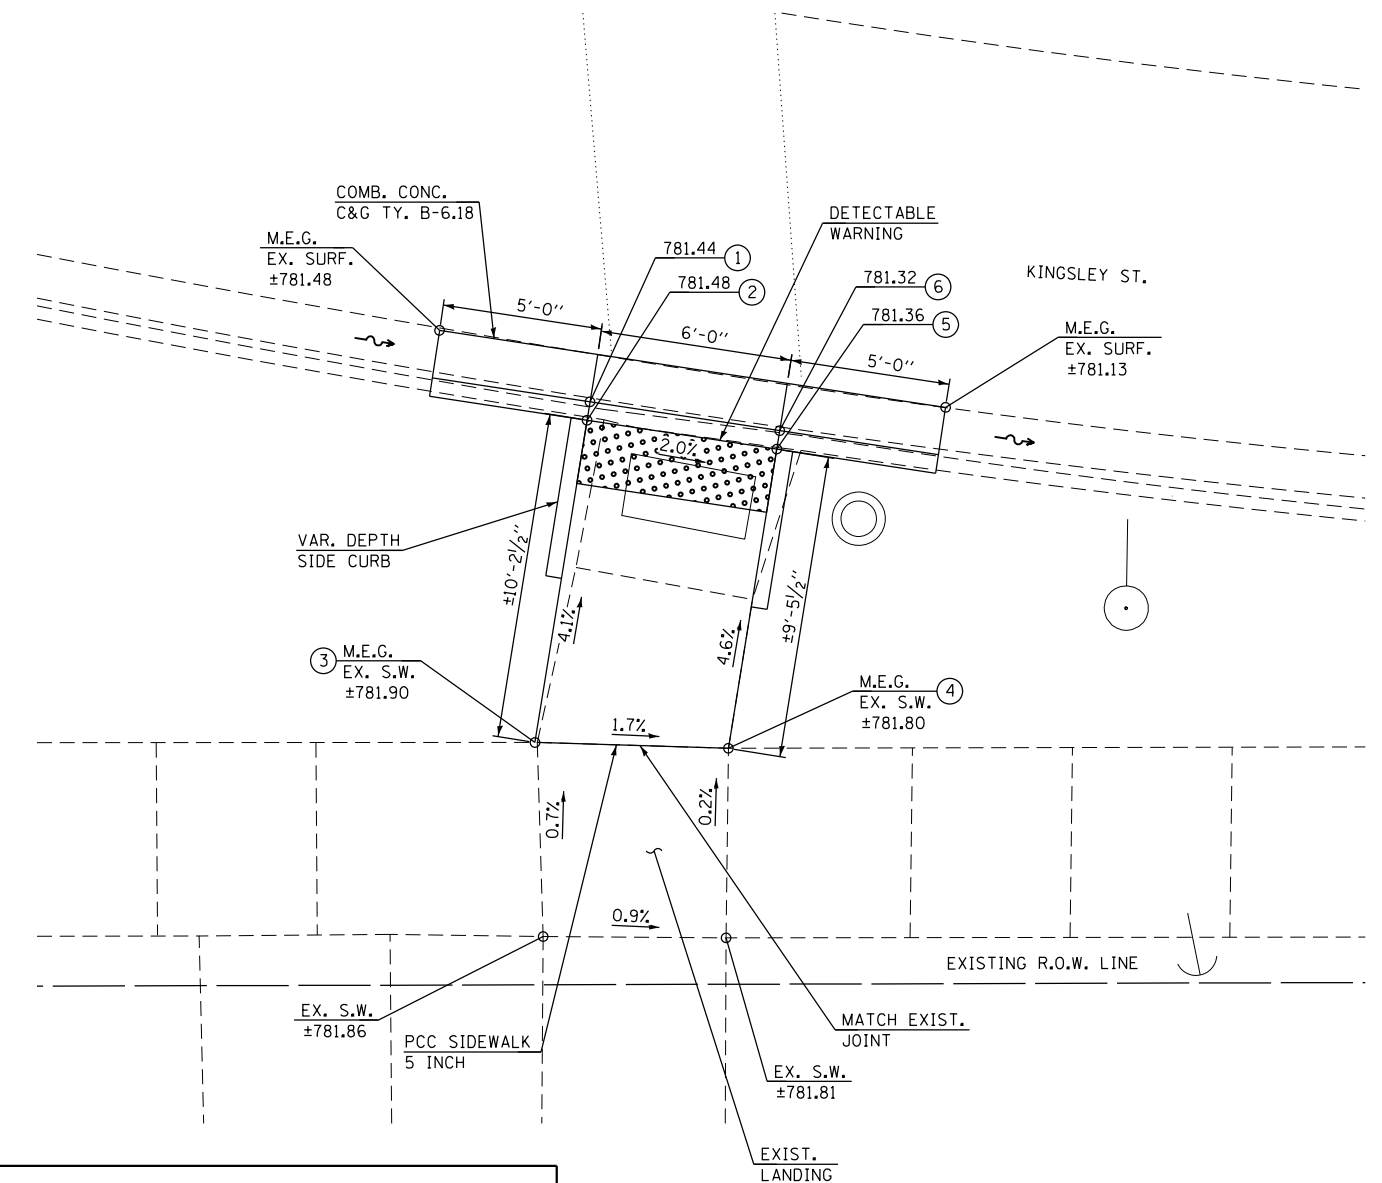 COMB. CONC.
C&G TY. B-6.18
M.E.G.
EX. SURF.
±781.48
781.44 1
781.48 2
DETECTABLE
WARNING
781.32 6
781.36 5
KINGSLEY ST.
M.E.G.
EX. SURF.
±781.13
5'-0''
6'-0''
5'-0''
2.0%
VAR. DEPTH
SIDE CURB
±10'-2½''
±9'-5½''
4.1%
4.6%
3 M.E.G.
EX. S.W.
±781.90
M.E.G. 4
EX. S.W.
±781.80
1.7%
0.7%
0.2%
0.9%
EXISTING R.O.W. LINE
EX. S.W.
±781.86
PCC SIDEWALK
5 INCH
MATCH EXIST.
JOINT
EX. S.W.
±781.81
EXIST.
LANDING